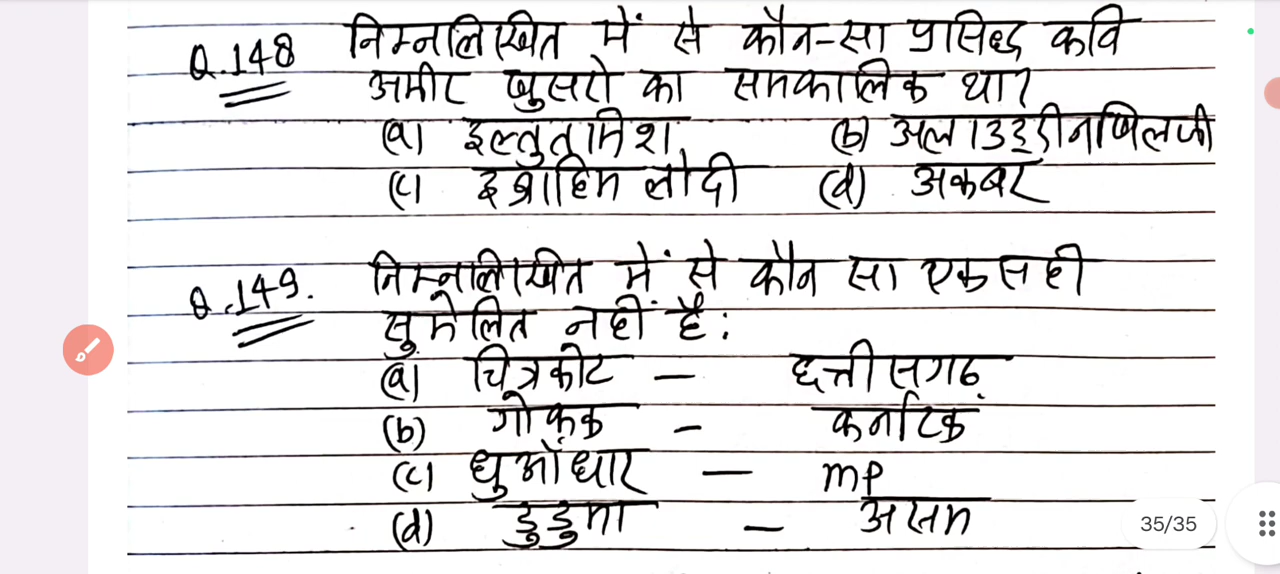 Q.148 निम्नलिखित में से कौन-सा प्रसिद्ध कवि
अमीर खुसरो का समकालिक था?
(a) इल्तुतमिश (b) अलाउद्दीन खिलजी
(c) इब्राहिम लोदी (d) अकबर
Q.149. निम्नलिखित में से कौन सा एक सही
सुमेलित नहीं है:
(a) चित्रकोट - छत्तीसगढ़
(b) गोकक - कर्नाटक
(c) धुआँधार - MP
(d) डुडुमा - असम
35/35